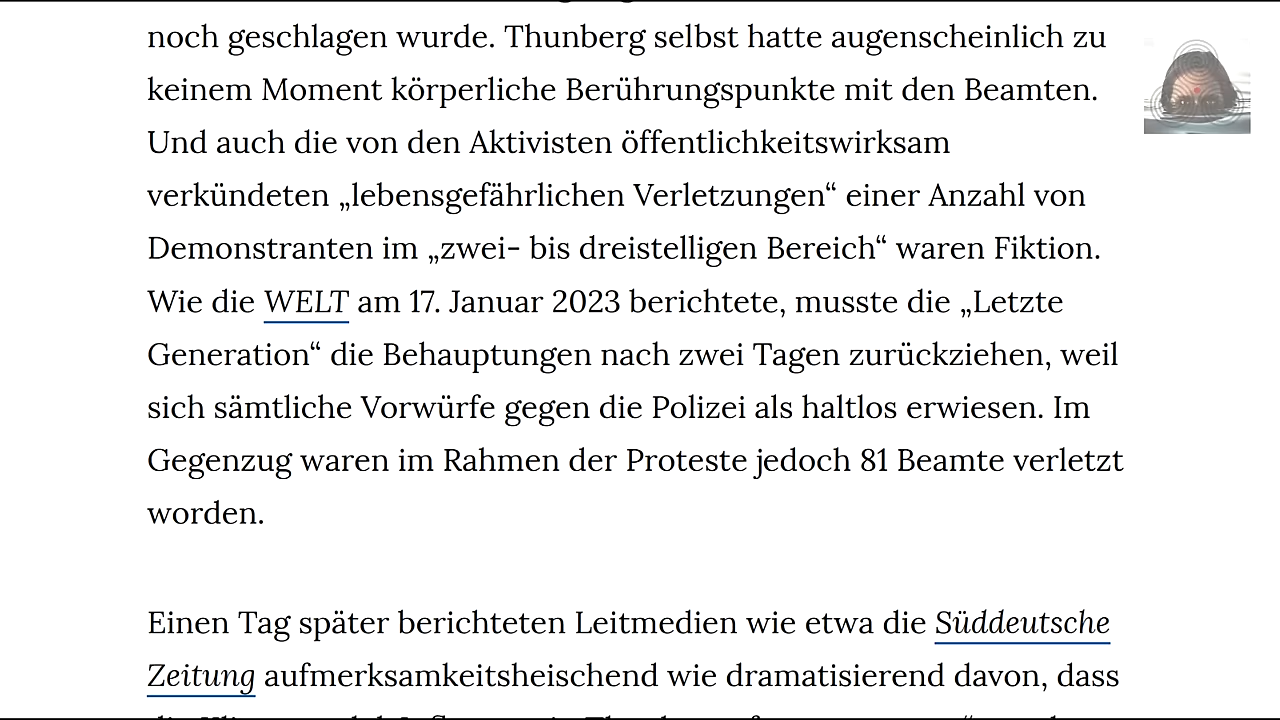 noch geschlagen wurde. Thunberg selbst hatte augenscheinlich zu
keinem Moment körperliche Berührungspunkte mit den Beamten.
Und auch die von den Aktivisten öffentlichkeitswirksam
verkündeten „lebensgefährlichen Verletzungen“ einer Anzahl von
Demonstranten im „zwei- bis dreistelligen Bereich“ waren Fiktion.
Wie die WELT am 17. Januar 2023 berichtete, musste die „Letzte
Generation“ die Behauptungen nach zwei Tagen zurückziehen, weil
sich sämtliche Vorwürfe gegen die Polizei als haltlos erwiesen. Im
Gegenzug waren im Rahmen der Proteste jedoch 81 Beamte verletzt
worden.
Einen Tag später berichteten Leitmedien wie etwa die Süddeutsche
Zeitung aufmerksamkeitsheischend wie dramatisierend davon, dass